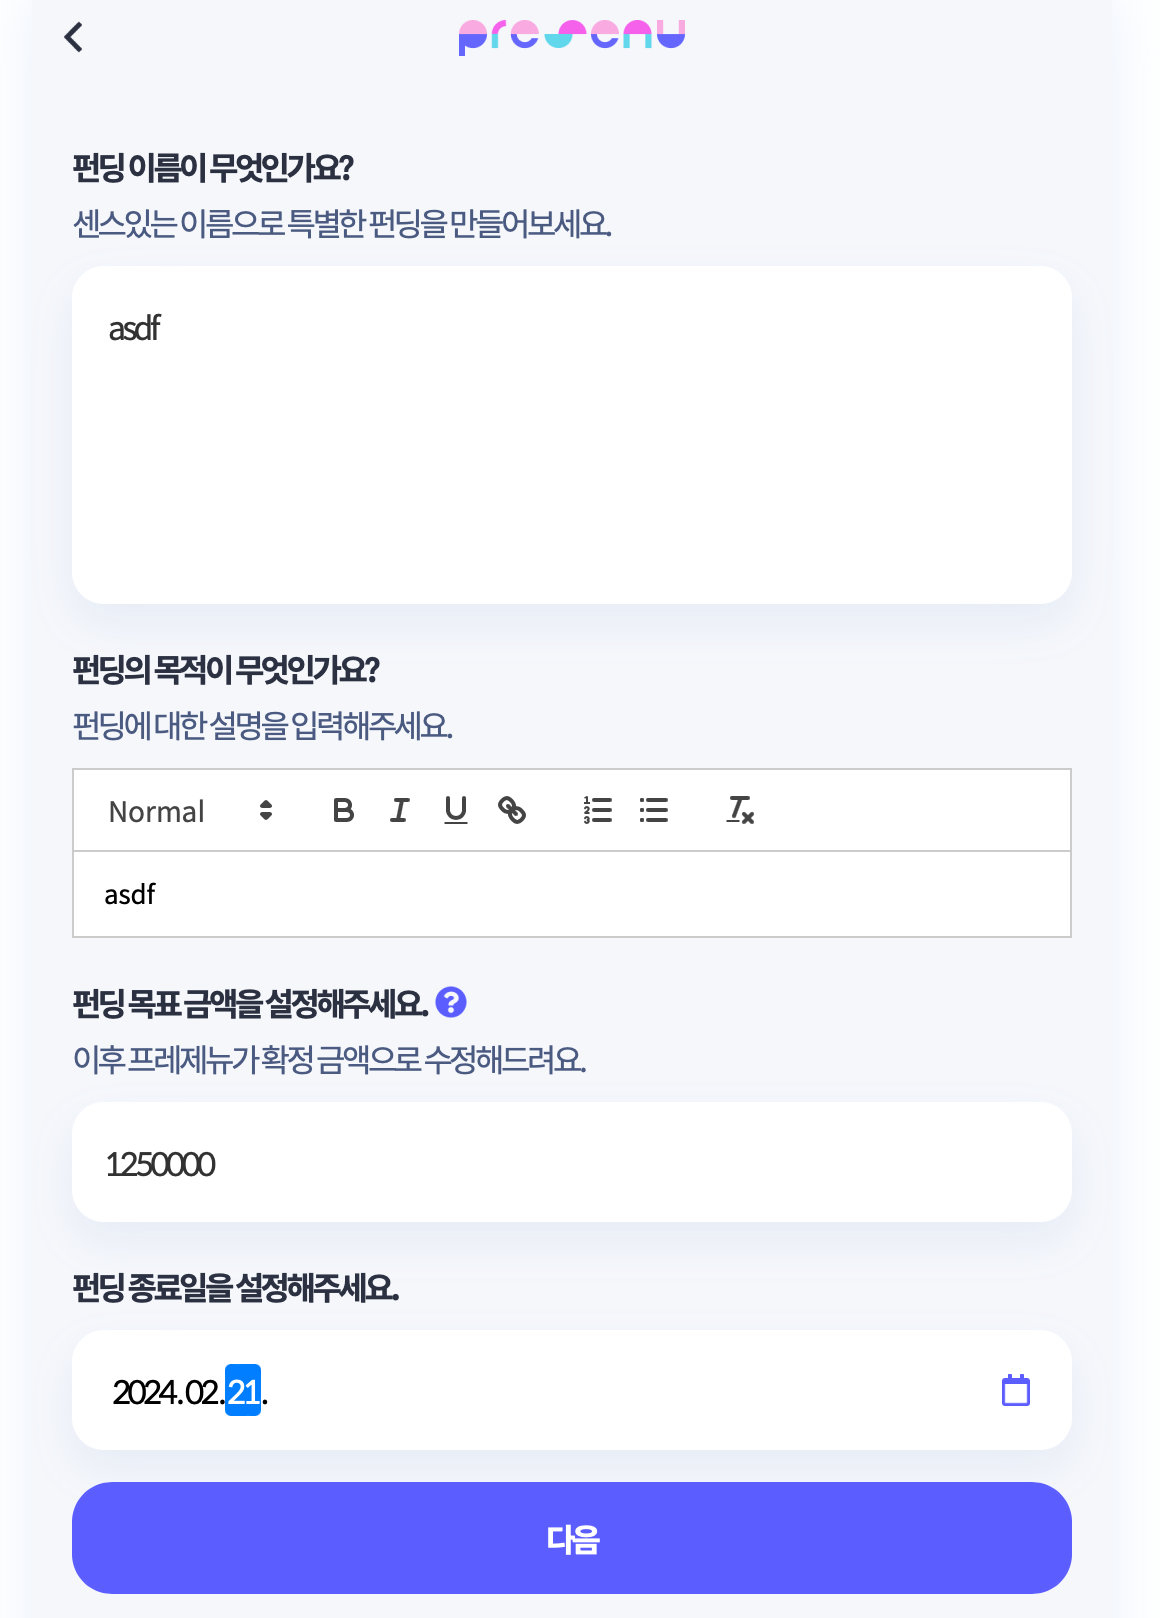 presenu
펀딩 이름이 무엇인가요?
센스있는 이름으로 특별한 펀딩을 만들어보세요.
asdf
펀딩의 목적이 무엇인가요?
펀딩에 대한 설명을 입력해주세요.
Normal B I U
asdf
펀딩 목표 금액을 설정해주세요. ?
이후 프레제뉴가 확정 금액으로 수정해드려요.
1250000
펀딩 종료일을 설정해주세요.
2024. 02. 21.
다음